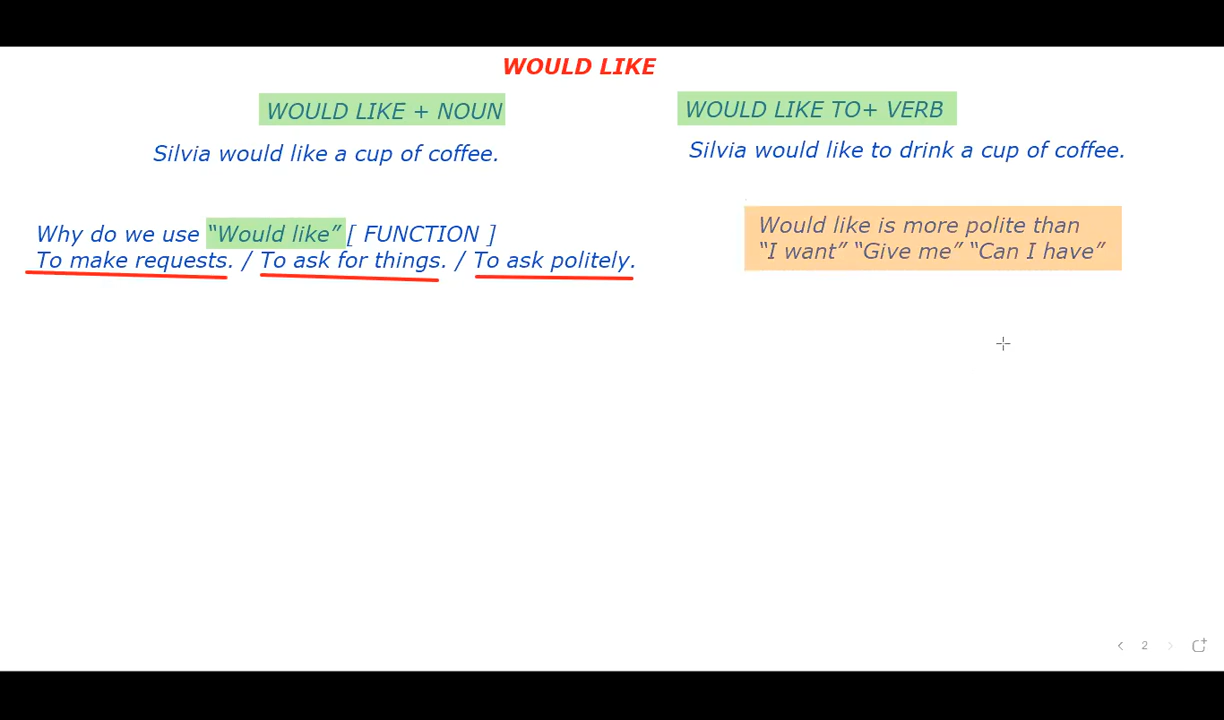 WOULD LIKE
WOULD LIKE + NOUN
Silvia would like a cup of coffee.
WOULD LIKE TO+ VERB
Silvia would like to drink a cup of coffee.
Why do we use “Would like” [ FUNCTION ]
To make requests. / To ask for things. / To ask politely.
Would like is more polite than
“I want” “Give me” “Can I have”
2